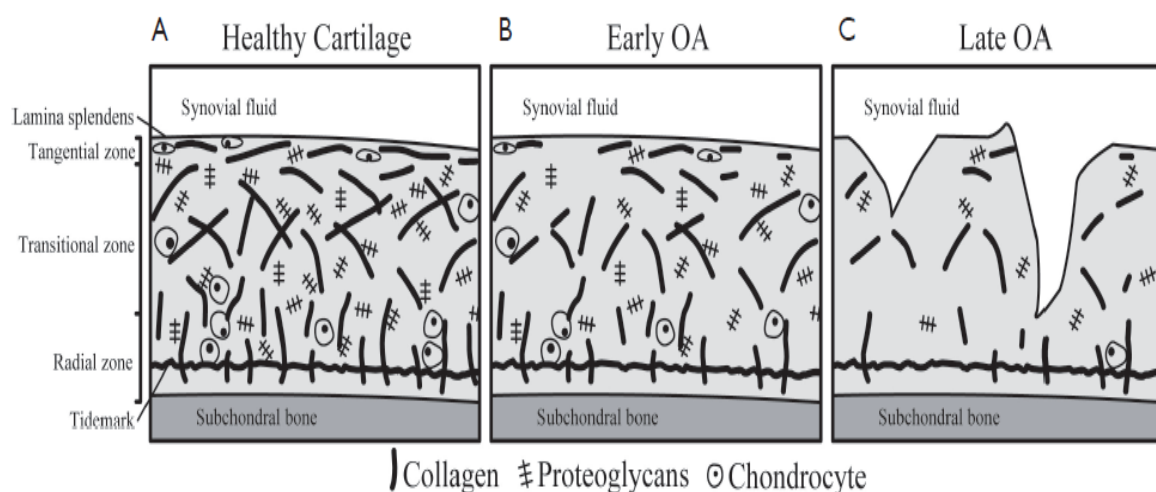 A Healthy Cartilage
B Early OA
C Late OA
Synovial fluid
Synovial fluid
Synovial fluid
Lamina splendens
Tangential zone
Transitional zone
Radial zone
Tidemark
Subchondral bone
Subchondral bone
Subchondral bone
Collagen Proteoglycans Chondrocyte